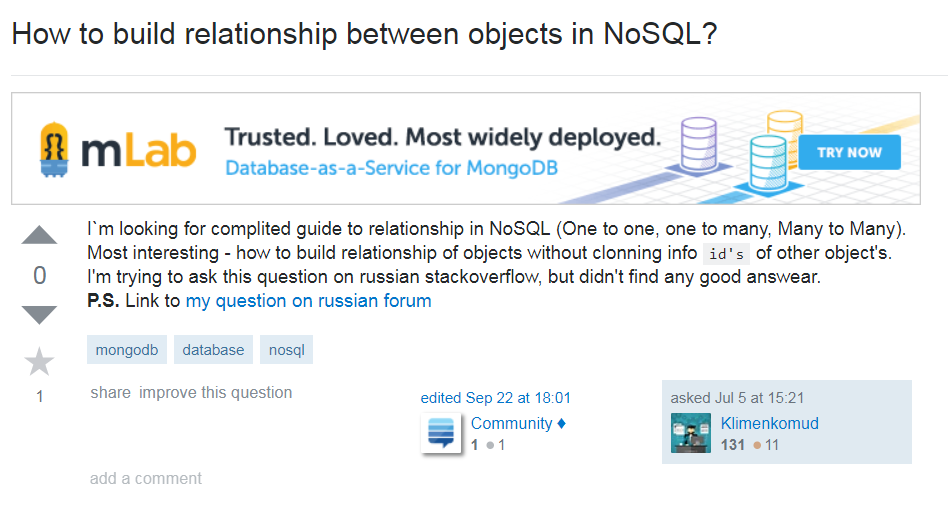 How to build relationship between objects in NoSQL?
mLab
Trusted. Loved. Most widely deployed.
Database-as-a-Service for MongoDB
TRY NOW
I`m looking for complited guide to relationship in NoSQL (One to one, one to many, Many to Many).
Most interesting - how to build relationship of objects without clonning info id's of other object's.
I'm trying to ask this question on russian stackoverflow, but didn't find any good answear.
P.S. Link to my question on russian forum
0
1
mongodb database nosql
share improve this question
edited Sep 22 at 18:01
Community ♦
1 ●1
asked Jul 5 at 15:21
Klimenkomud
131 ●11
add a comment